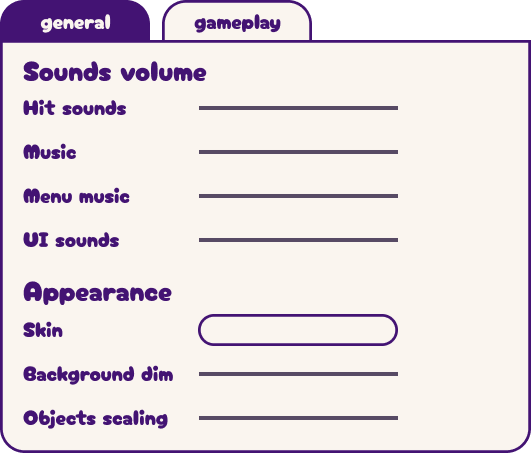 general
gameplay
Sounds volume
Hit sounds
Music
Menu music
UI sounds
Appearance
Skin
Background dim
Objects scaling